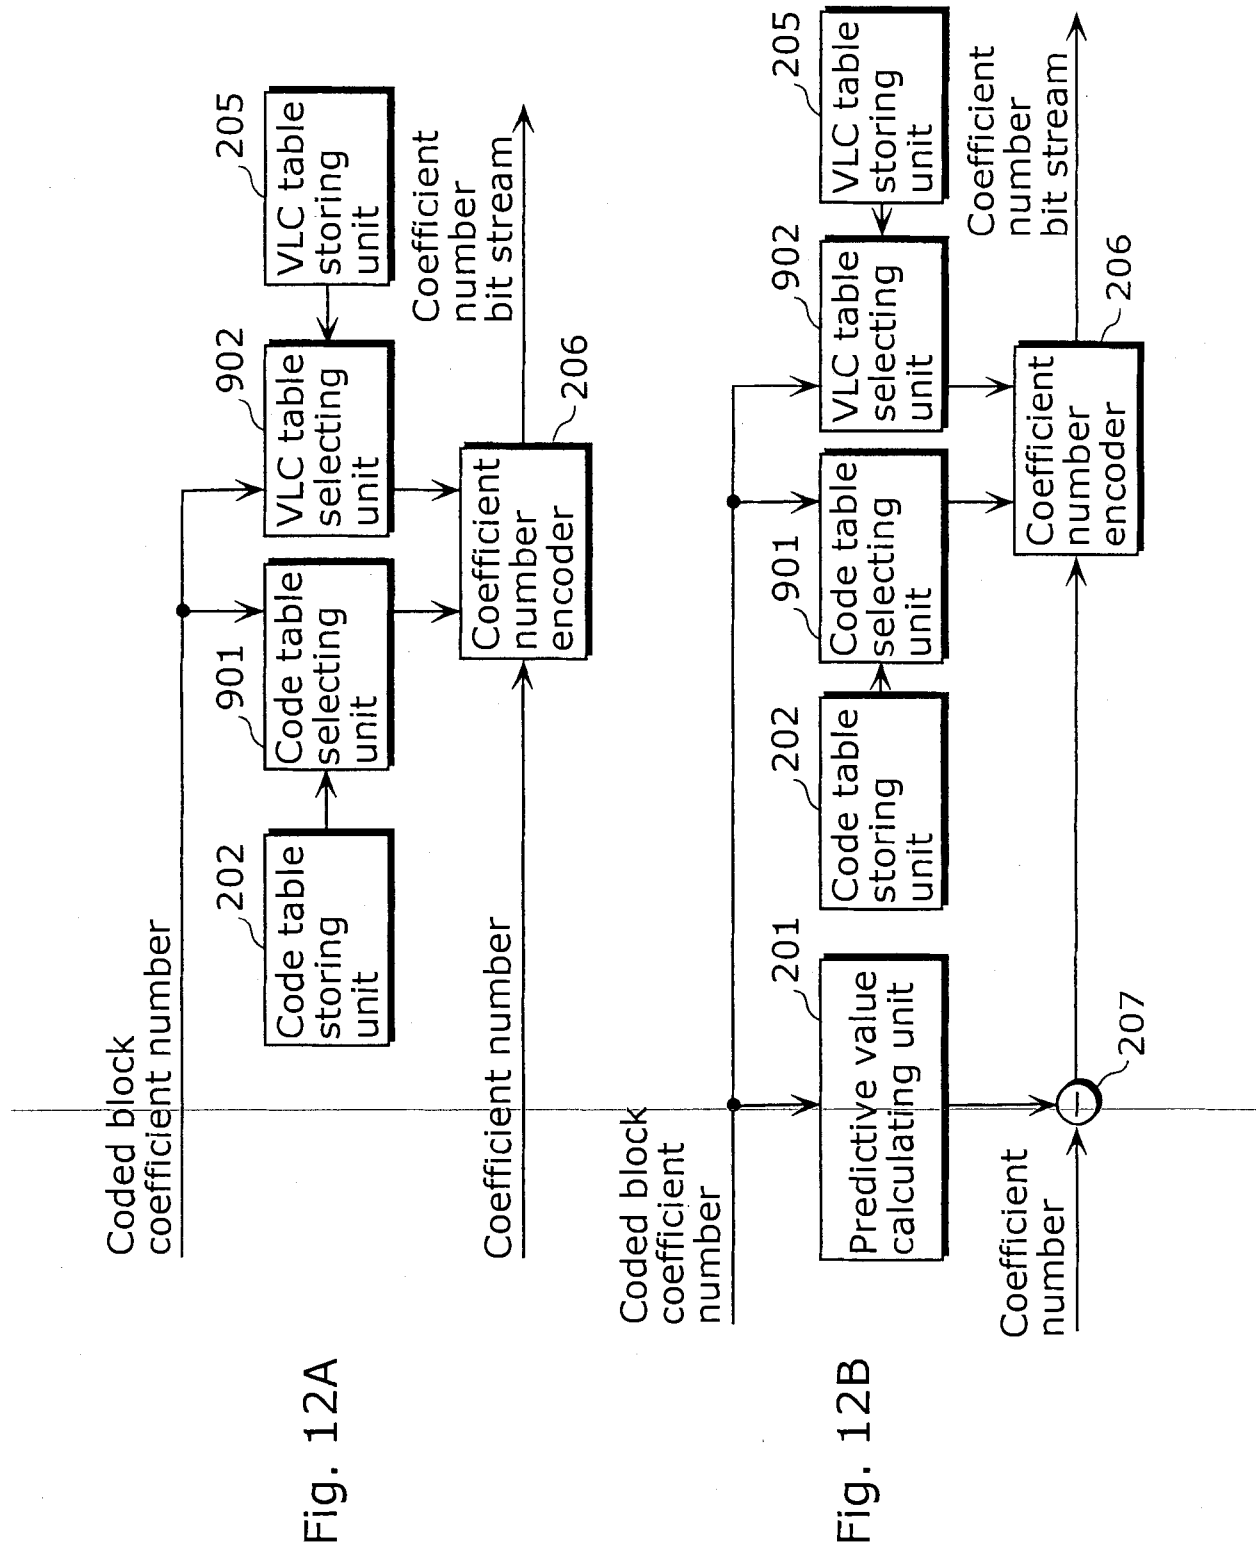 Fig. 12A
Coded block
coefficient number
202
Code table
storing
unit
901
Code table
selecting
unit
902
VLC table
selecting
unit
205
VLC table
storing
unit
Coefficient number
Coefficient
number
encoder
206
Coefficient
number
bit stream
Fig. 12B
Coded block
coefficient
number
201
Predictive value
calculating unit
202
Code table
storing
unit
901
Code table
selecting
unit
902
VLC table
selecting
unit
205
VLC table
storing
unit
Coefficient
number
207
Coefficient
number
encoder
206
Coefficient
number
bit stream